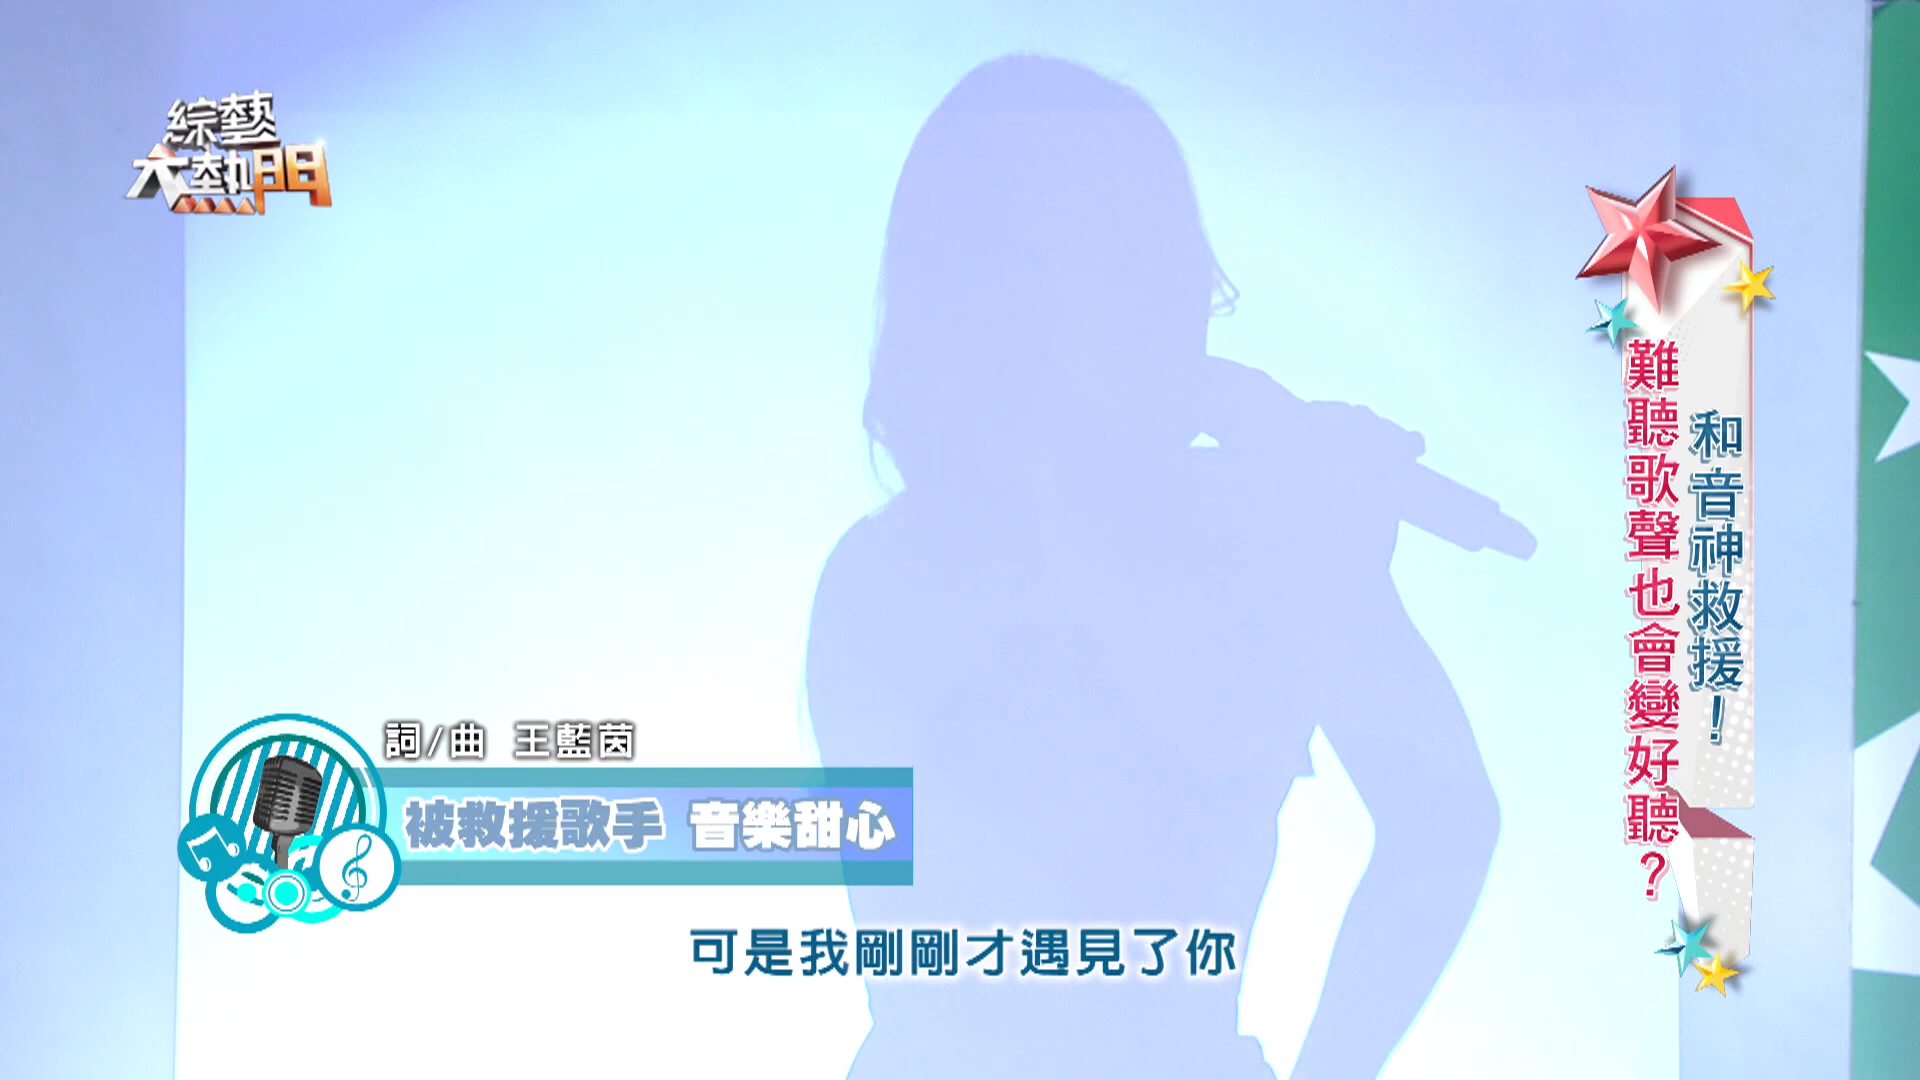 綜藝
大熱門
和音神救援！
難聽歌聲也會變好聽？
詞/曲 王藍茵
被救援歌手 音樂甜心
可是我剛剛才遇見了你